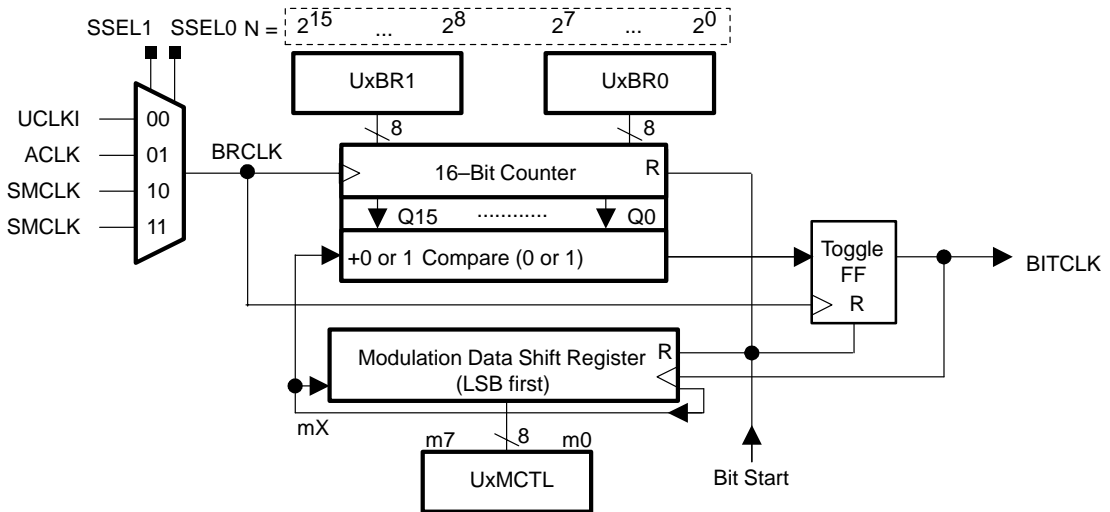 SSEL1 SSEL0 N = 2^15 ... 2^8 2^7 ... 2^0
UxBR1 UxBR0
8 8
UCLKI 00
ACLK 01
SMCLK 10
SMCLK 11
BRCLK
16–Bit Counter R
Q15 ............ Q0
+0 or 1 Compare (0 or 1)
Toggle
FF
R
BITCLK
Modulation Data Shift Register R
(LSB first)
mX
m7 8 m0
UxMCTL
Bit Start